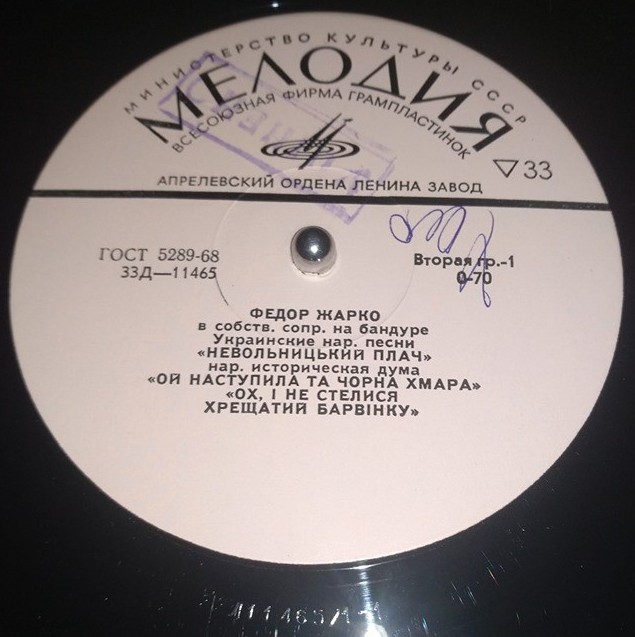 МИНИСТЕРСТВО КУЛЬТУРЫ СССР
МЕЛОДИЯ
ВСЕСОЮЗНАЯ ФИРМА ГРАМПЛАСТИНОК
▽33
АПРЕЛЕВСКИЙ ОРДЕНА ЛЕНИНА ЗАВОД
ГОСТ 5289-68
33Д—11465
Вторая гр.-1
0-70
ФЕДОР ЖАРКО
в собств. сопр. на бандуре
Украинские нар. песни
«НЕВОЛЬНИЦЬКИЙ ПЛАЧ»
нар. историческая дума
«ОЙ НАСТУПИЛА ТА ЧОРНА ХМАРА»
«ОХ, І НЕ СТЕЛИСЯ
ХРЕЩАТИЙ БАРВІНКУ»